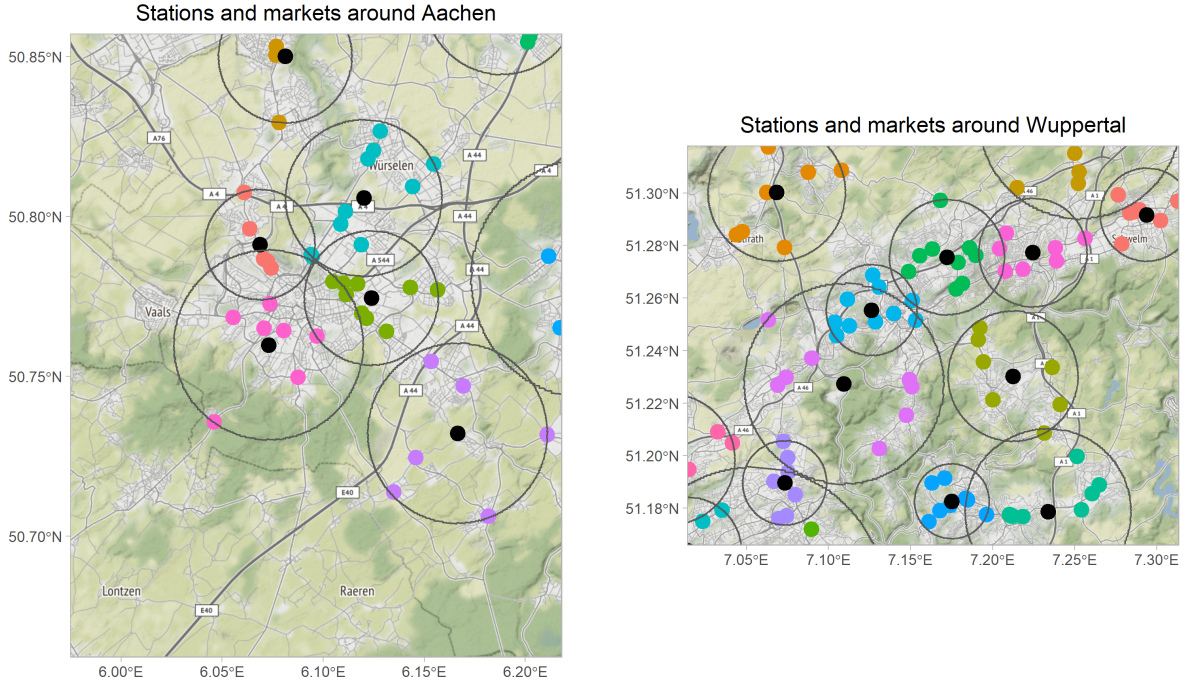 Stations and markets around Aachen
50.85°N
50.80°N
50.75°N
50.70°N
A76
A 44
A 4
Würselen
A 4
A 4
A 4
A 44
A 544
A 44
Vaals
A 44
A 44
E40
Lontzen
Raeren
E40
6.00°E 6.05°E 6.10°E 6.15°E 6.20°E
Stations and markets around Wuppertal
51.30°N
51.28°N
51.26°N
51.24°N
51.22°N
51.20°N
51.18°N
A 46
A 1
A 1
A 46
A 1
A 46
A 1
7.05°E 7.10°E 7.15°E 7.20°E 7.25°E 7.30°E